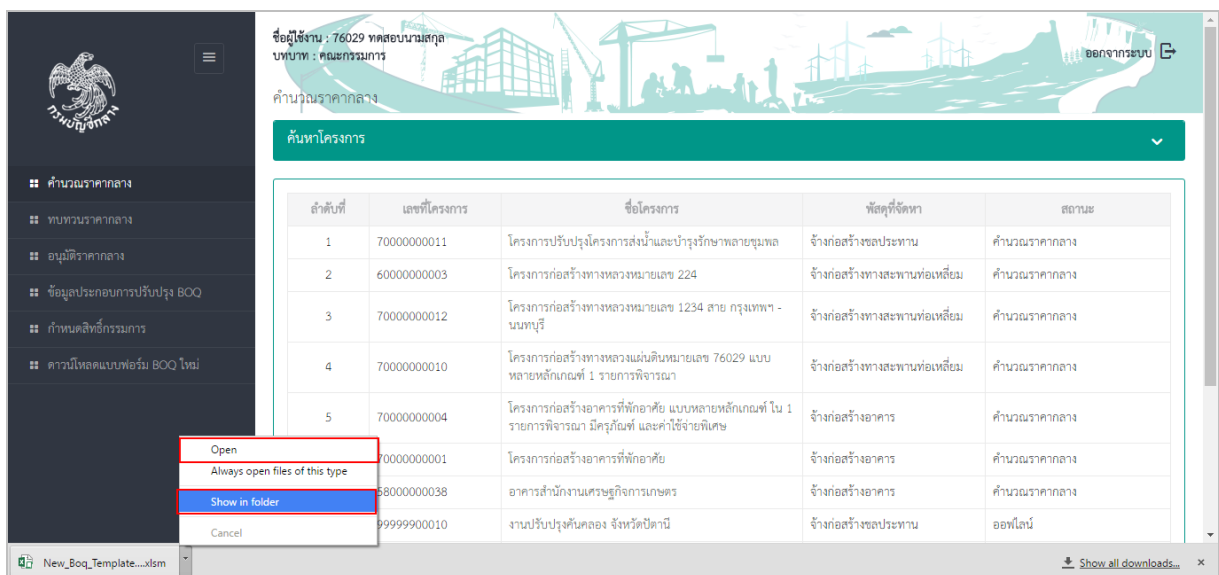 ชื่อผู้ใช้งาน : 76029 ทดสอบนามสกุล
บทบาท : คณะกรรมการ
ออกจากระบบ
คำนวณราคากลาง
กรมบัญชีกลาง
ค้นหาโครงการ
คำนวณราคากลาง
ทบทวนราคากลาง
อนุมัติราคากลาง
ข้อมูลประกอบการปรับปรุง BOQ
กำหนดสิทธิ์กรรมการ
ดาวน์โหลดแบบฟอร์ม BOQ ใหม่
ลำดับที่ เลขที่โครงการ ชื่อโครงการ พัสดุที่จัดหา สถานะ
1 70000000011 โครงการปรับปรุงโครงการส่งน้ำและบำรุงรักษาพลายชุมพล จ้างก่อสร้างชลประทาน คำนวณราคากลาง
2 60000000003 โครงการก่อสร้างทางหลวงหมายเลข 224 จ้างก่อสร้างทางสะพานท่อเหลี่ยม คำนวณราคากลาง
3 70000000012 โครงการก่อสร้างทางหลวงหมายเลข 1234 สาย กรุงเทพฯ - จ้างก่อสร้างทางสะพานท่อเหลี่ยม คำนวณราคากลาง
นนทบุรี
4 70000000010 โครงการก่อสร้างทางหลวงแผ่นดินหมายเลข 76029 แบบ จ้างก่อสร้างทางสะพานท่อเหลี่ยม คำนวณราคากลาง
หลายหลักเกณฑ์ 1 รายการพิจารณา
5 70000000004 โครงการก่อสร้างอาคารที่พักอาศัย แบบหลายหลักเกณฑ์ ใน 1 จ้างก่อสร้างอาคาร คำนวณราคากลาง
รายการพิจารณา มีครุภัณฑ์ และค่าใช้จ่ายพิเศษ
70000000001 โครงการก่อสร้างอาคารที่พักอาศัย จ้างก่อสร้างอาคาร คำนวณราคากลาง
58000000038 อาคารสำนักงานเศรษฐกิจการเกษตร จ้างก่อสร้างอาคาร คำนวณราคากลาง
99999900010 งานปรับปรุงคันคลอง จังหวัดปัตานี จ้างก่อสร้างชลประทาน ออฟไลน์
Open
Always open files of this type
Show in folder
Cancel
New_Boq_Template....xlsm
Show all downloads...